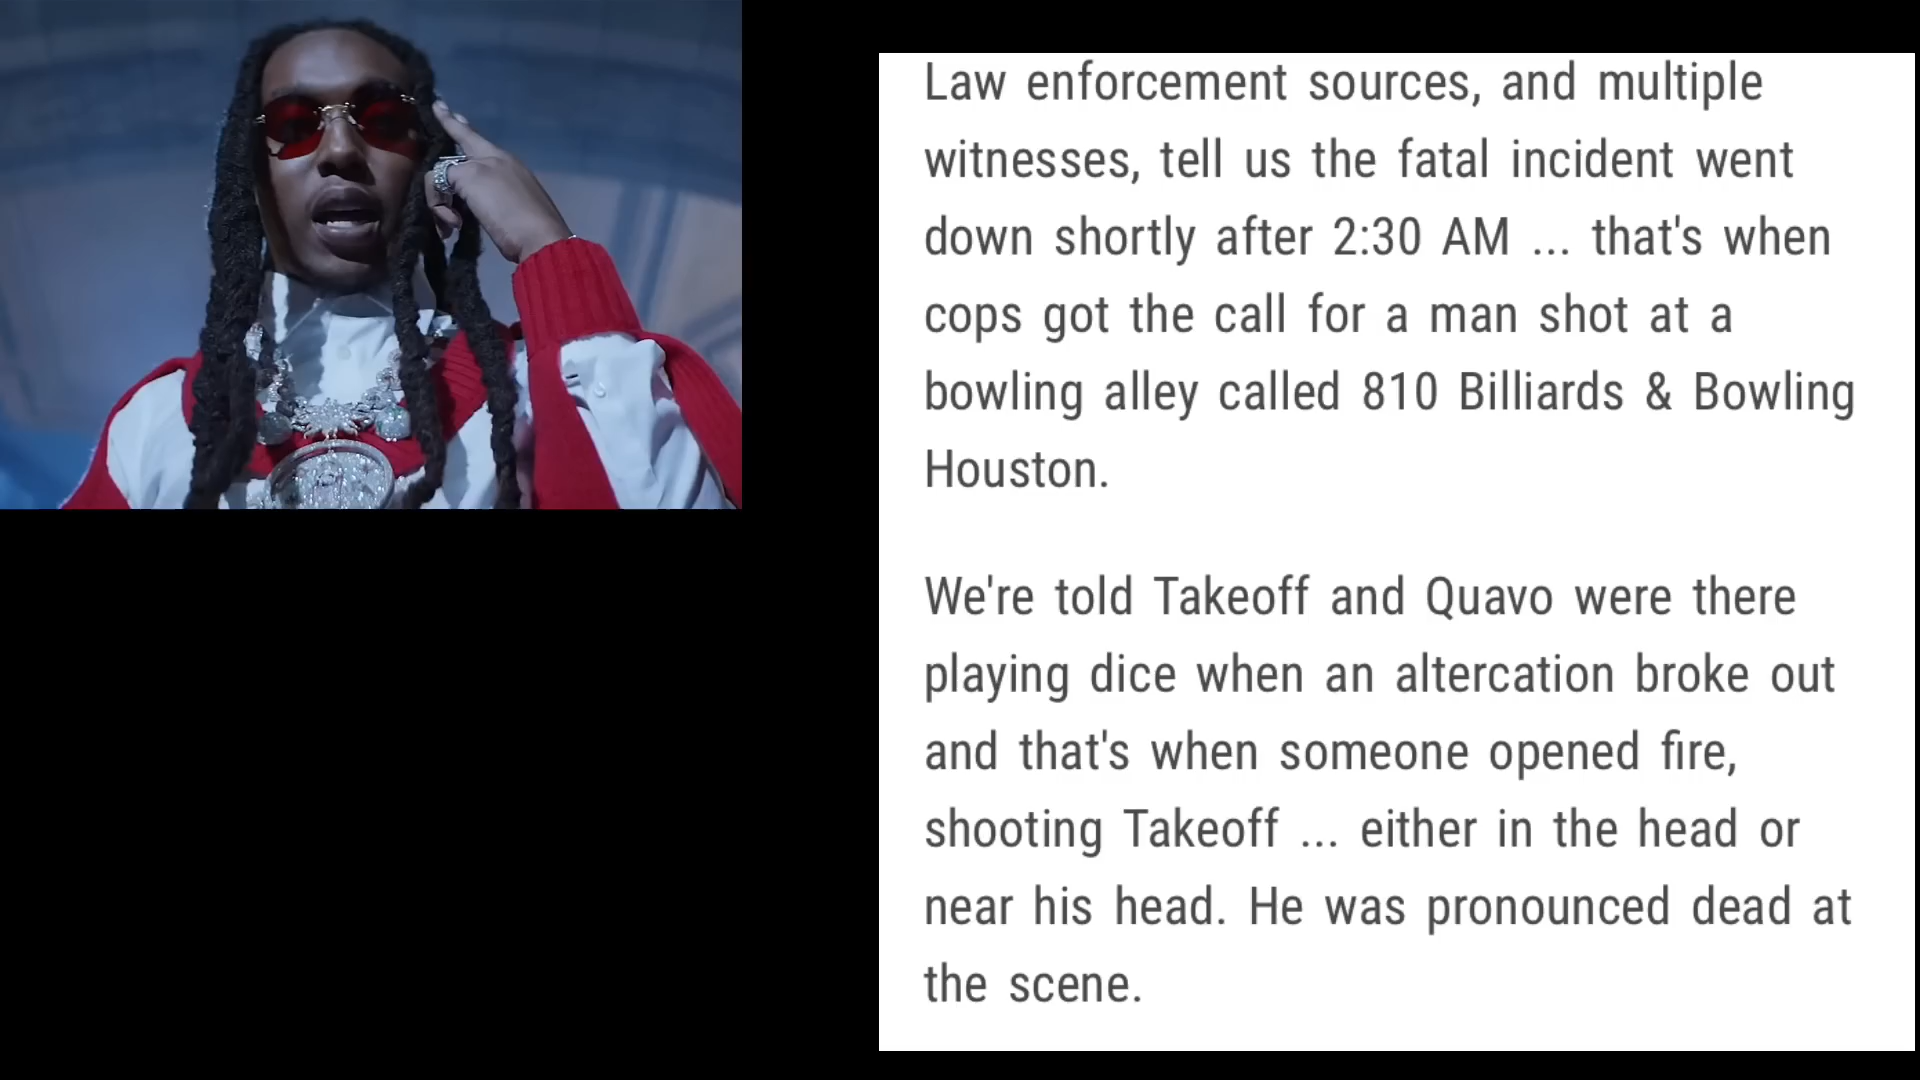 Law enforcement sources, and multiple
witnesses, tell us the fatal incident went
down shortly after 2:30 AM ... that's when
cops got the call for a man shot at a
bowling alley called 810 Billiards & Bowling
Houston.
We're told Takeoff and Quavo were there
playing dice when an altercation broke out
and that's when someone opened fire,
shooting Takeoff ... either in the head or
near his head. He was pronounced dead at
the scene.